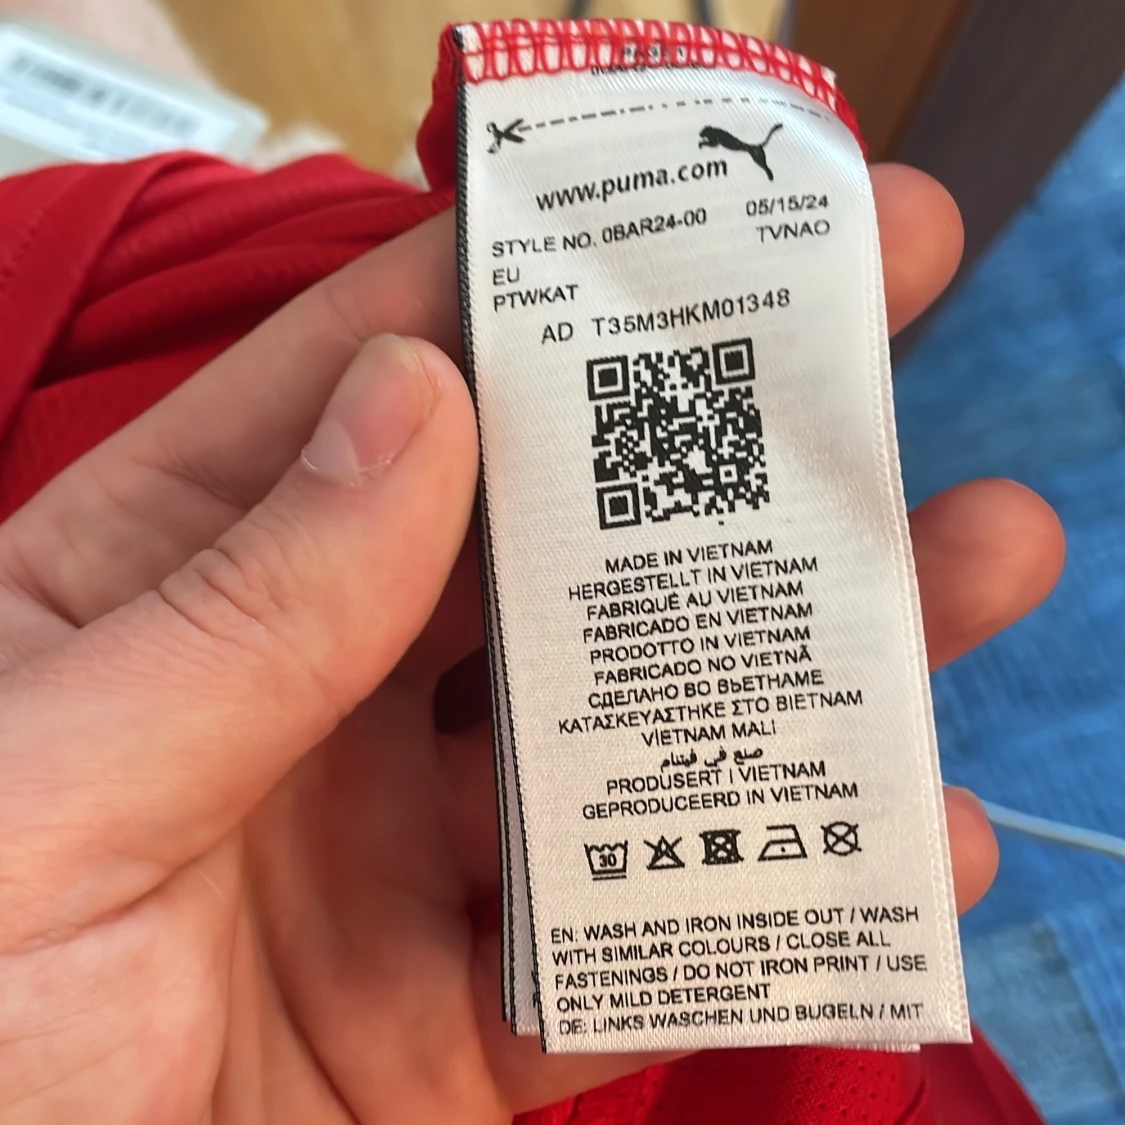 www.puma.com
STYLE NO. 0BAR24-00 05/15/24
EU TVNAO
PTWKAT
AD T35M3HKM01348
MADE IN VIETNAM
HERGESTELLT IN VIETNAM
FABRIQUÉ AU VIETNAM
FABRICADO EN VIETNAM
PRODOTTO IN VIETNAM
FABRICADO NO VIETNÃ
СДЕЛАНО ВО ВЬЕТНАМЕ
ΚΑΤΑΣΚΕΥΑΣΤΗΚΕ ΣΤΟ ΒΙΕΤΝΑΜ
VİETNAM MALI
صنع في فيتنام
PRODUSERT I VIETNAM
GEPRODUCEERD IN VIETNAM
30
EN: WASH AND IRON INSIDE OUT / WASH
WITH SIMILAR COLOURS / CLOSE ALL
FASTENINGS / DO NOT IRON PRINT / USE
ONLY MILD DETERGENT
DE: LINKS WASCHEN UND BÜGELN / MIT